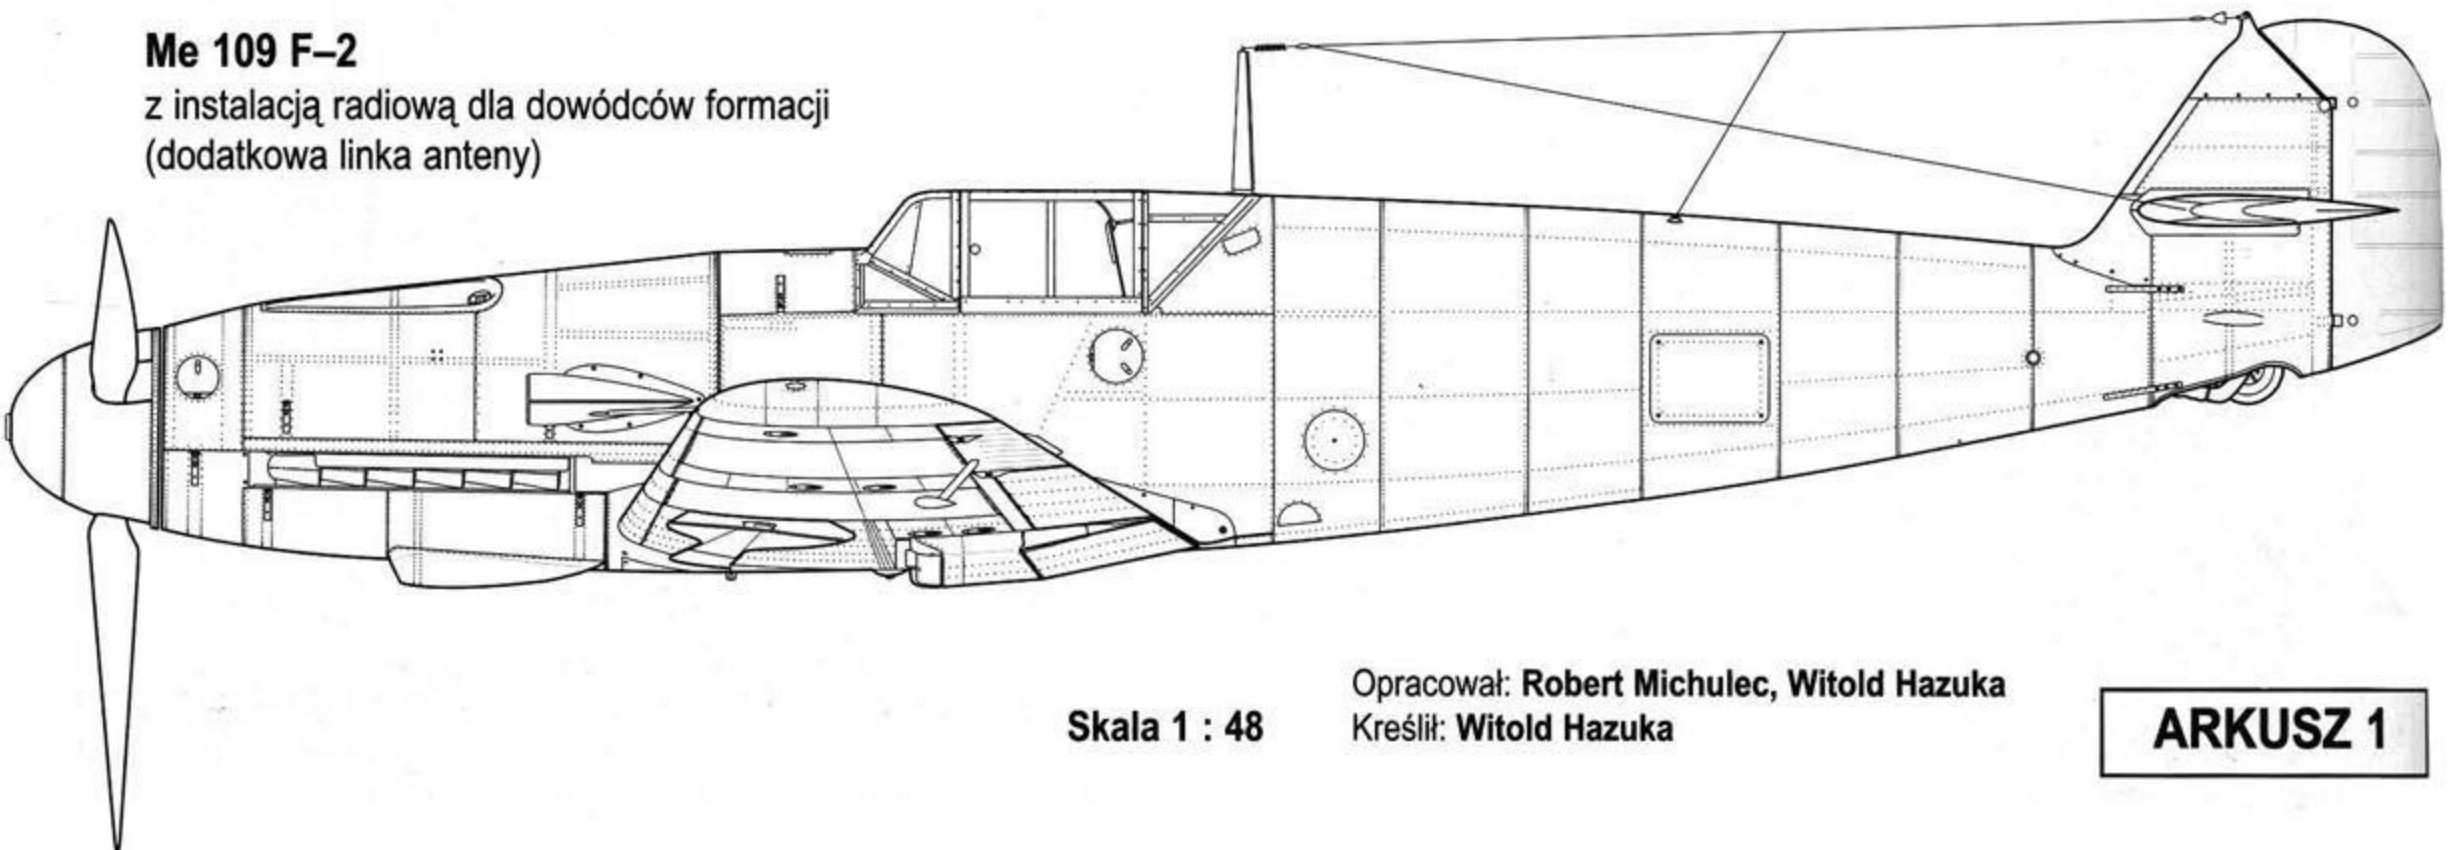 Me 109 F–2
z instalacją radiową dla dowódców formacji
(dodatkowa linka anteny)
Opracował: Robert Michulec, Witold Hazuka
Skala 1 : 48
Kreślił: Witold Hazuka
ARKUSZ 1